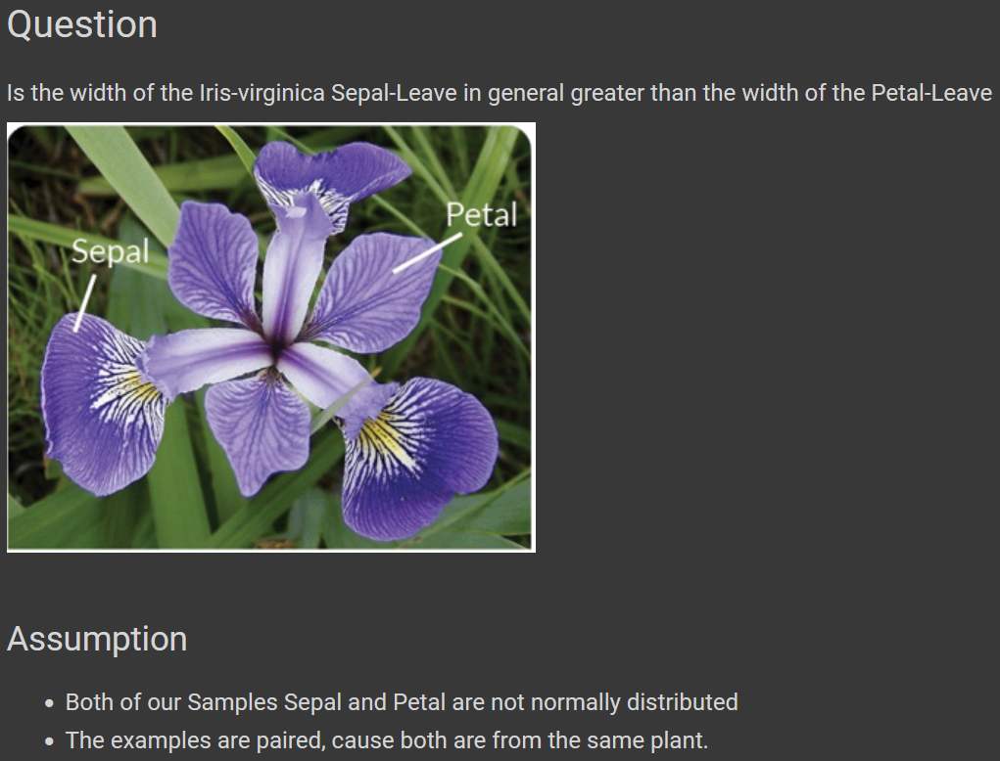 Question
Is the width of the Iris-virginica Sepal-Leave in general greater than the width of the Petal-Leave
Petal
Sepal
Assumption
• Both of our Samples Sepal and Petal are not normally distributed
• The examples are paired, cause both are from the same plant.